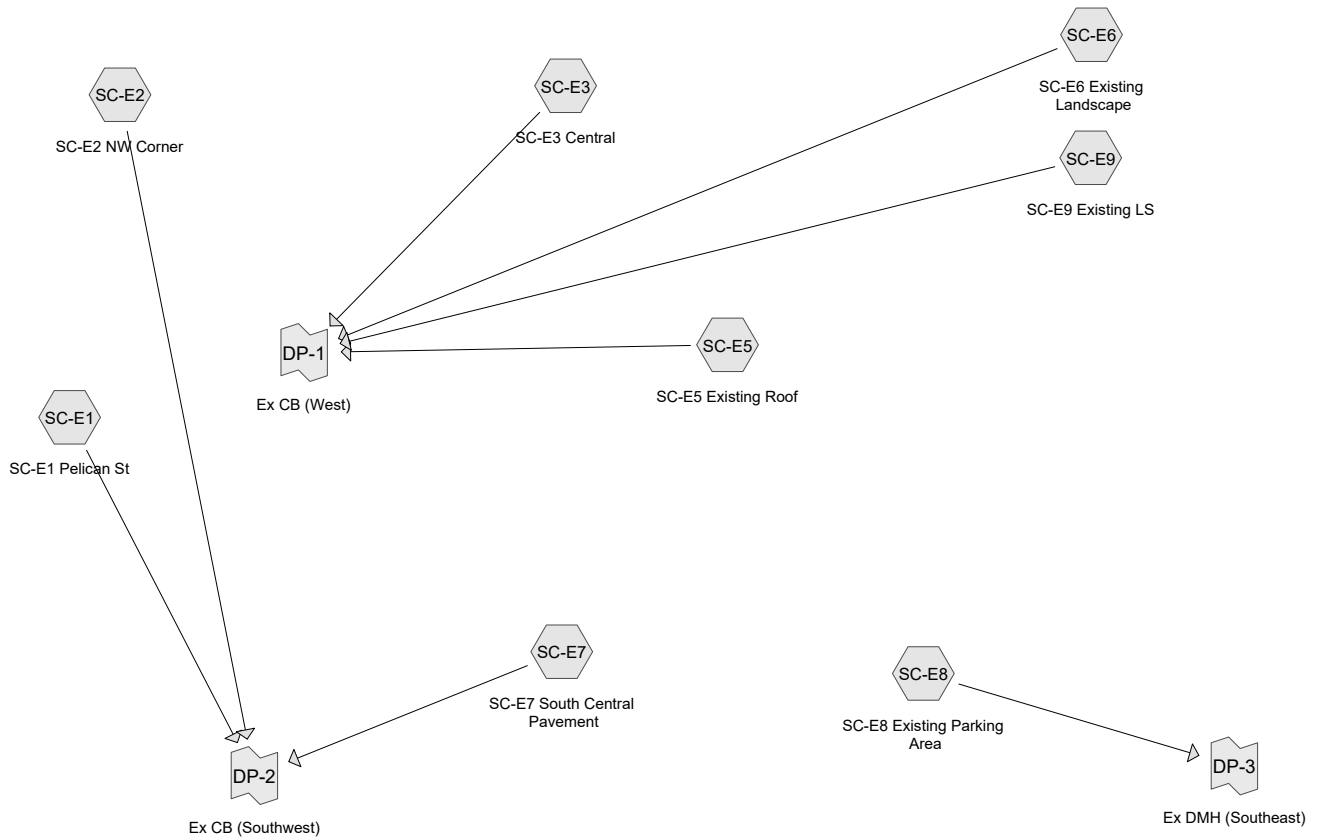 SC-E6
SC-E6 Existing
Landscape
SC-E3
SC-E3 Central
SC-E2
SC-E2 NW Corner
SC-E9
SC-E9 Existing LS
DP-1
Ex CB (West)
SC-E5
SC-E5 Existing Roof
SC-E1
SC-E1 Pelican St
SC-E7
SC-E7 South Central
Pavement
SC-E8
SC-E8 Existing Parking
Area
DP-2
Ex CB (Southwest)
DP-3
Ex DMH (Southeast)